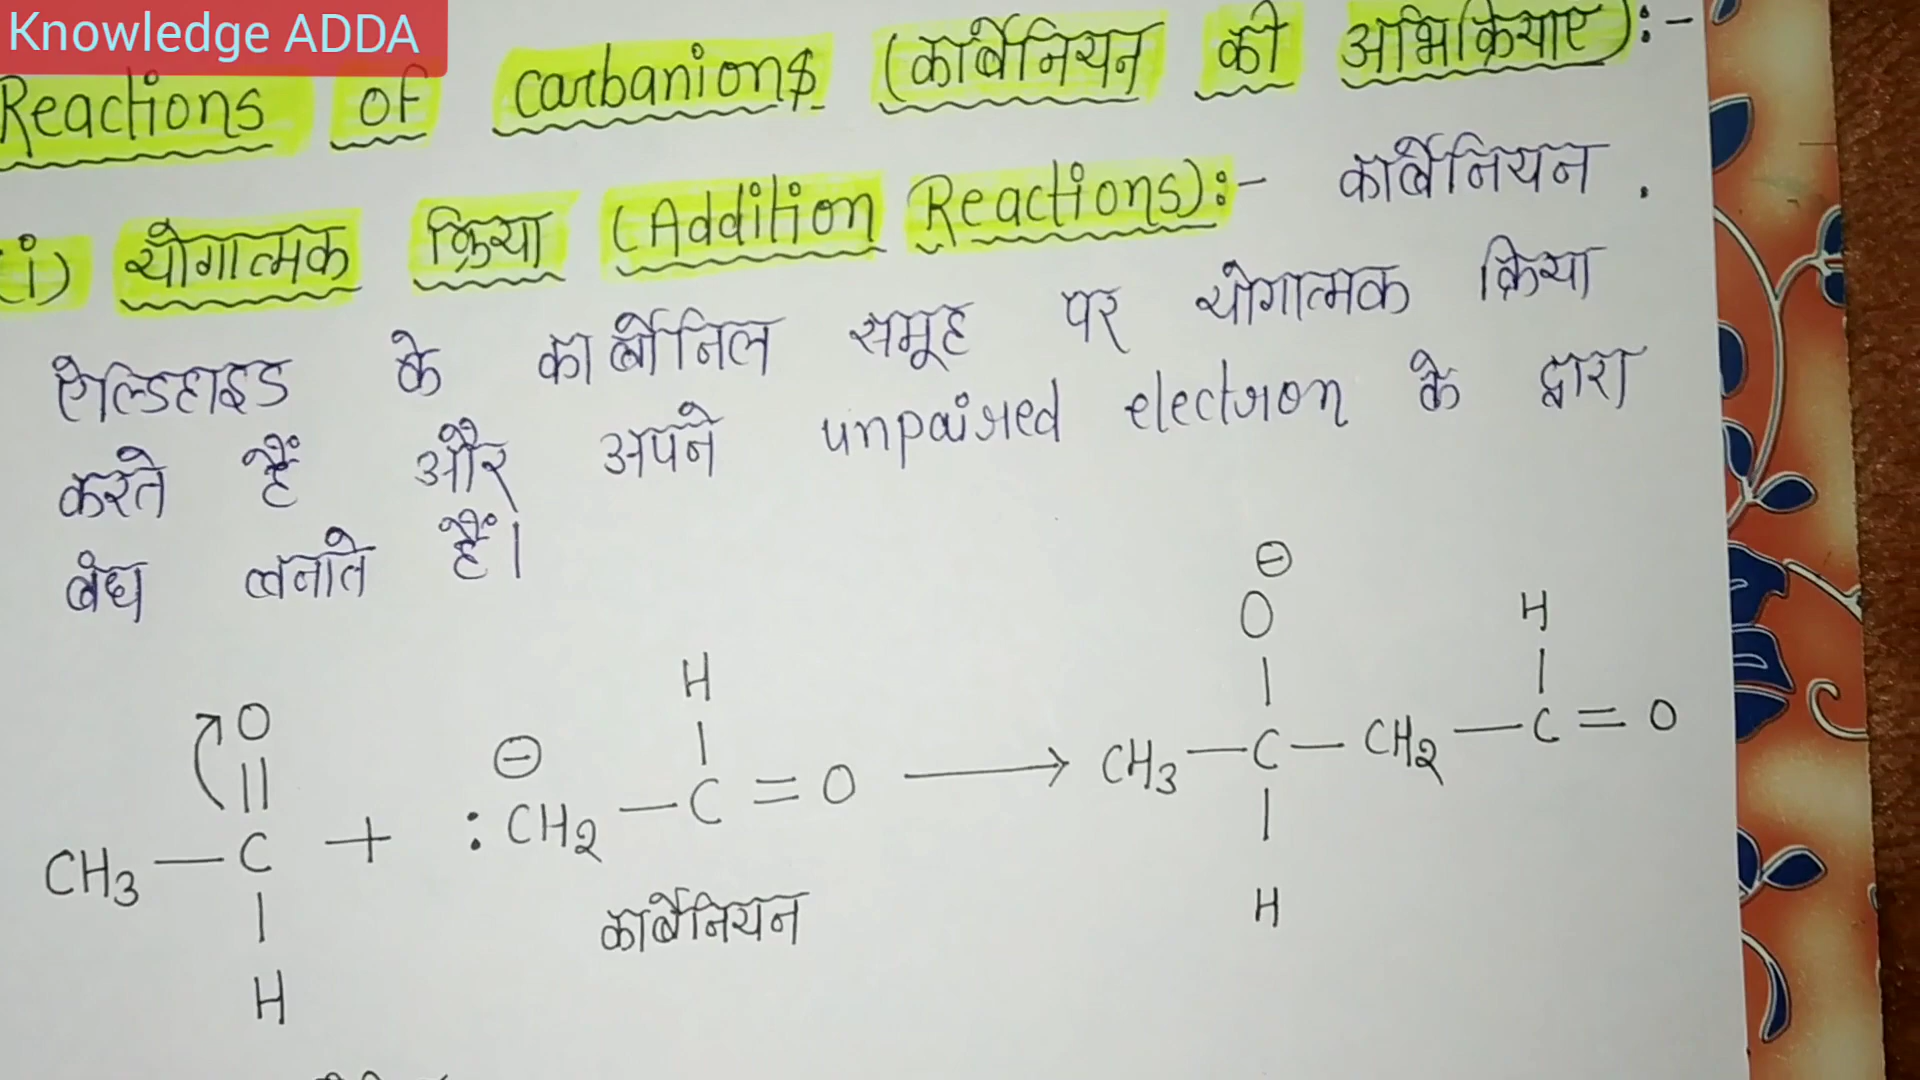 Knowledge ADDA
Reactions of carbanions (कार्बेनियन की अभिक्रियाए):-
(i) योगात्मक क्रिया (Addition Reactions):- कार्बेनियन
ऐल्डिहाइड के कार्बोनिल समूह पर योगात्मक क्रिया
करते हैं और अपने unpaired electron के द्वारा
बंध बनाते हैं।
⊖
O H
| |
CH3 — C — CH2 — C = O
|
H
O H
|| ⊖ |
CH3 — C + :CH2 — C = O ⟶
|
H
कार्बेनियन